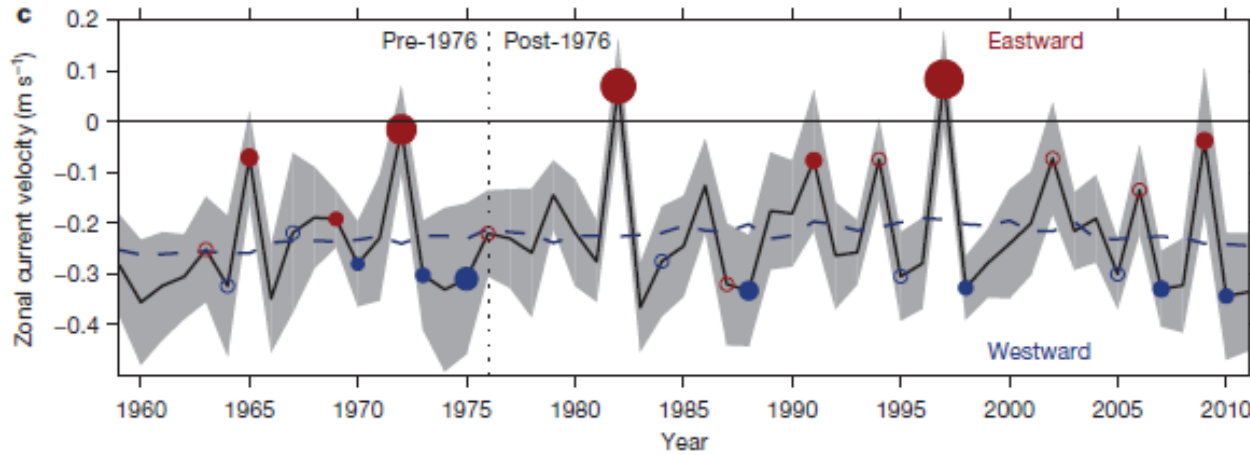 c
Zonal current velocity (m s⁻¹)
0.2
0.1
0
−0.1
−0.2
−0.3
−0.4
Pre-1976
Post-1976
Eastward
Westward
1960 1965 1970 1975 1980 1985 1990 1995 2000 2005 2010
Year